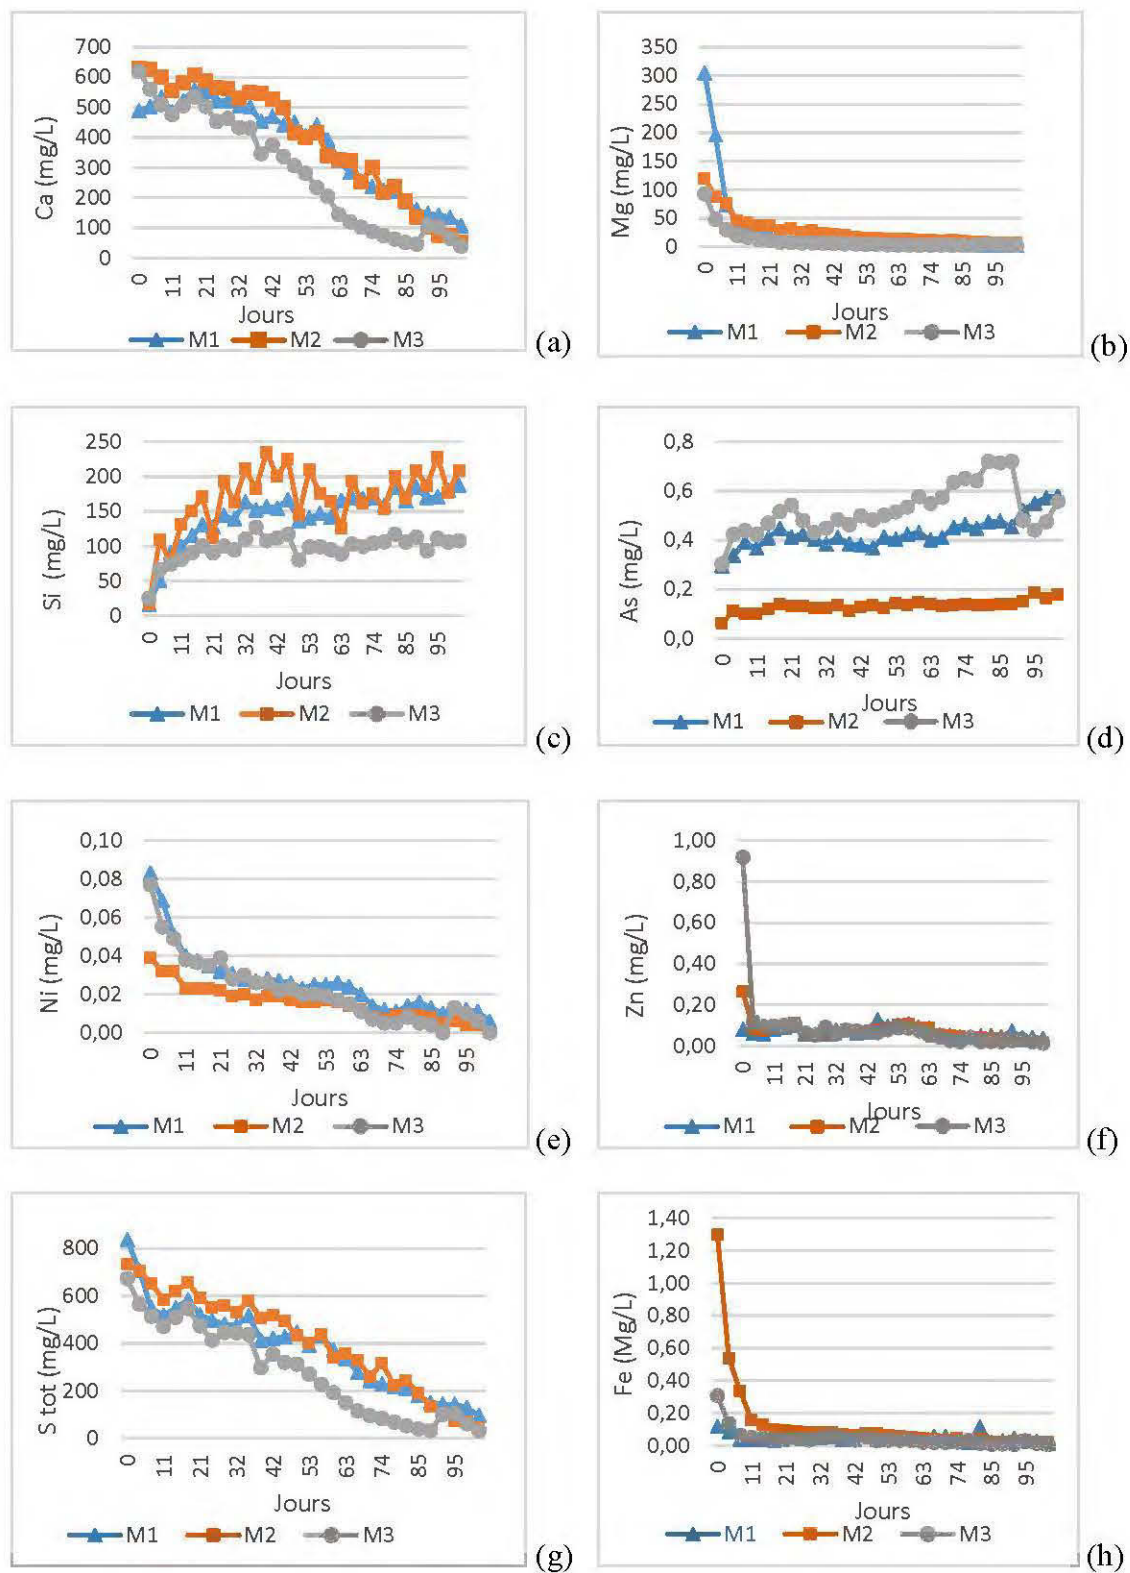 700
600
500
400
300
200
100
0
Ca (mg/L)
0 11 21 32 42 53 63 74 85 95
Jours
M1 M2 M3
(a)
350
300
250
200
150
100
50
0
Mg (mg/L)
0 11 21 32 42 53 63 74 85 95
Jours
M1 M2 M3
(b)
250
200
150
100
50
0
Si (mg/L)
0 11 21 32 42 53 63 74 85 95
Jours
M1 M2 M3
(c)
0,8
0,6
0,4
0,2
0,0
As (mg/L)
0 11 21 32 42 53 63 74 85 95
Jours
M1 M2 M3
(d)
0,10
0,08
0,06
0,04
0,02
0,00
Ni (mg/L)
0 11 21 32 42 53 63 74 85 95
Jours
M1 M2 M3
(e)
1,00
0,80
0,60
0,40
0,20
0,00
Zn (mg/L)
0 11 21 32 42 53 63 74 85 95
Jours
M1 M2 M3
(f)
800
600
400
200
0
S tot (mg/L)
0 11 21 32 42 53 63 74 85 95
Jours
M1 M2 M3
(g)
1,40
1,20
1,00
0,80
0,60
0,40
0,20
0,00
Fe (Mg/L)
0 11 21 32 42 53 63 74 85 95
Jours
M1 M2 M3
(h)